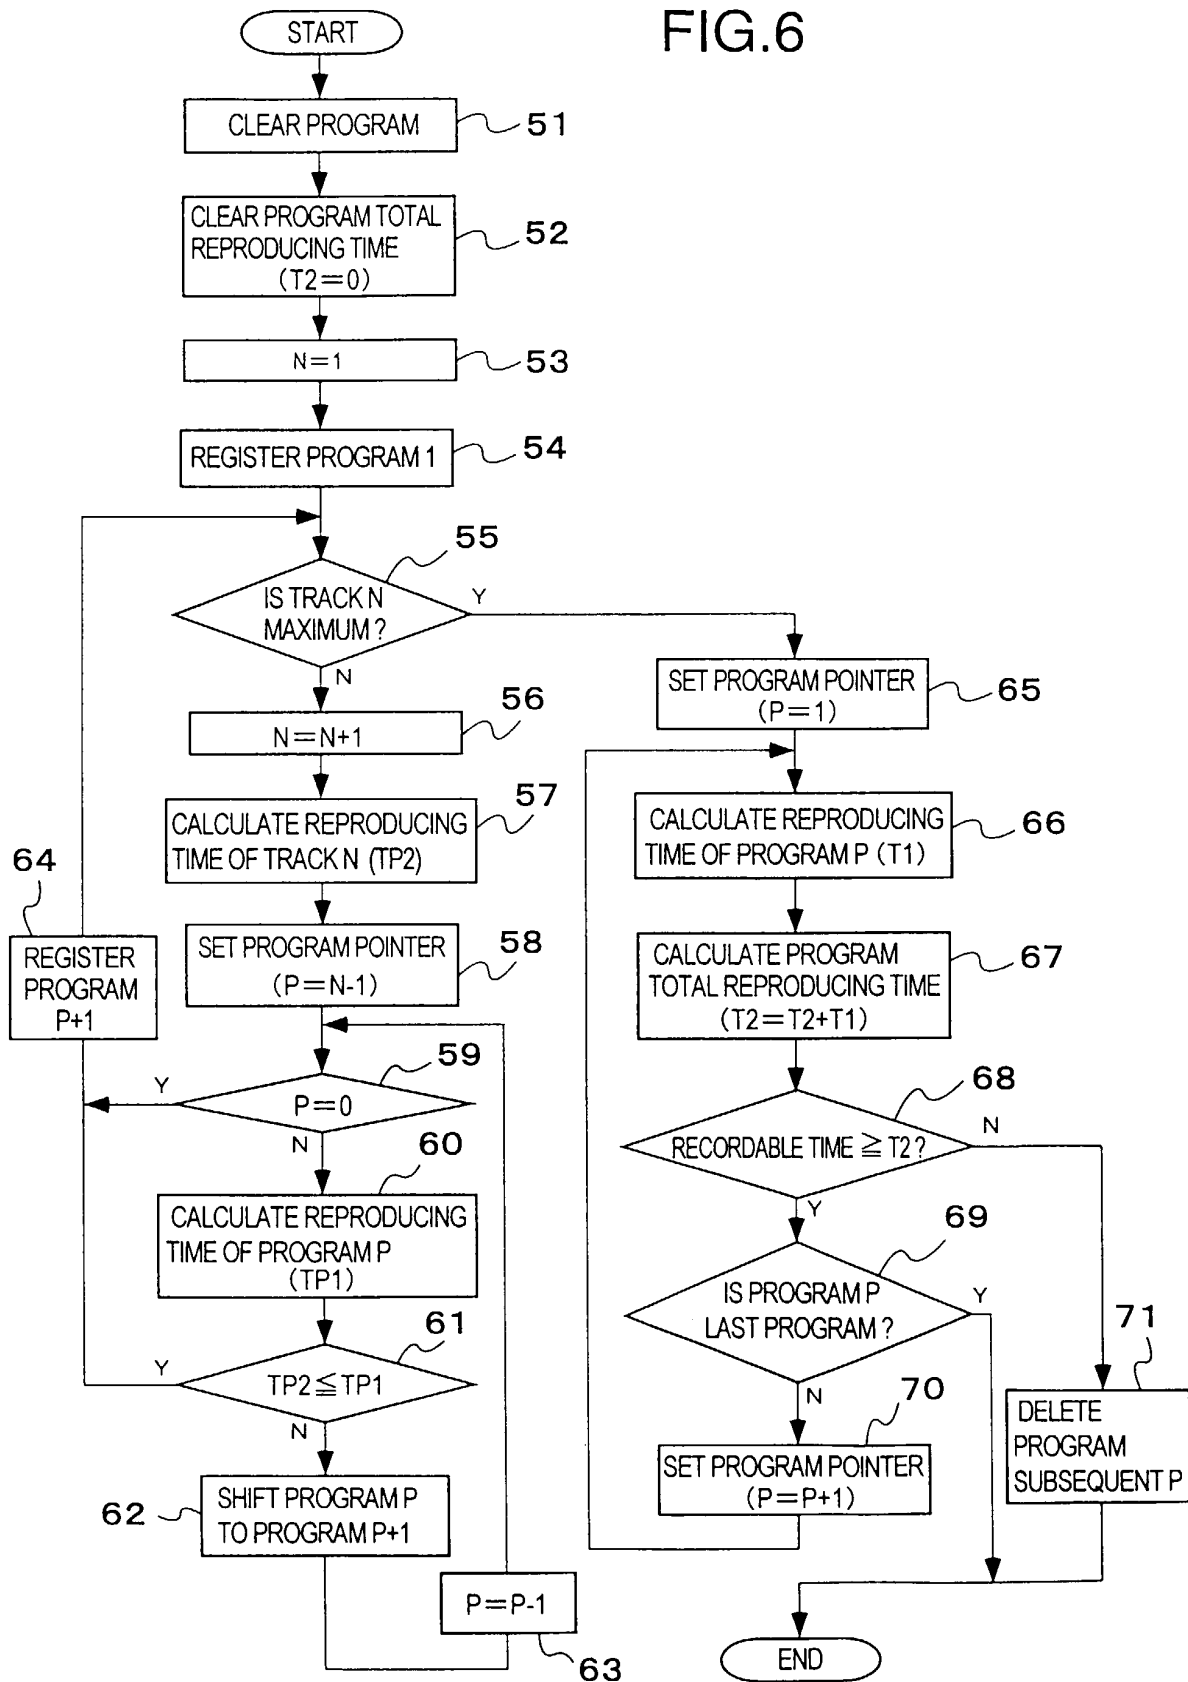 FIG.6
START
CLEAR PROGRAM
51
CLEAR PROGRAM TOTAL
REPRODUCING TIME
(T2=0)
52
N=1
53
REGISTER PROGRAM 1
54
IS TRACK N
MAXIMUM?
55
Y
N
N=N+1
56
CALCULATE REPRODUCING
TIME OF TRACK N (TP2)
57
SET PROGRAM POINTER
(P=N-1)
58
P=0
59
Y
N
CALCULATE REPRODUCING
TIME OF PROGRAM P
(TP1)
60
TP2≦TP1
61
Y
N
SHIFT PROGRAM P
TO PROGRAM P+1
62
P=P-1
63
64
REGISTER
PROGRAM
P+1
SET PROGRAM POINTER
(P=1)
65
CALCULATE REPRODUCING
TIME OF PROGRAM P (T1)
66
CALCULATE PROGRAM
TOTAL REPRODUCING TIME
(T2=T2+T1)
67
RECORDABLE TIME ≧ T2?
68
N
Y
IS PROGRAM P
LAST PROGRAM?
69
Y
N
SET PROGRAM POINTER
(P=P+1)
70
71
DELETE
PROGRAM
SUBSEQUENT P
END